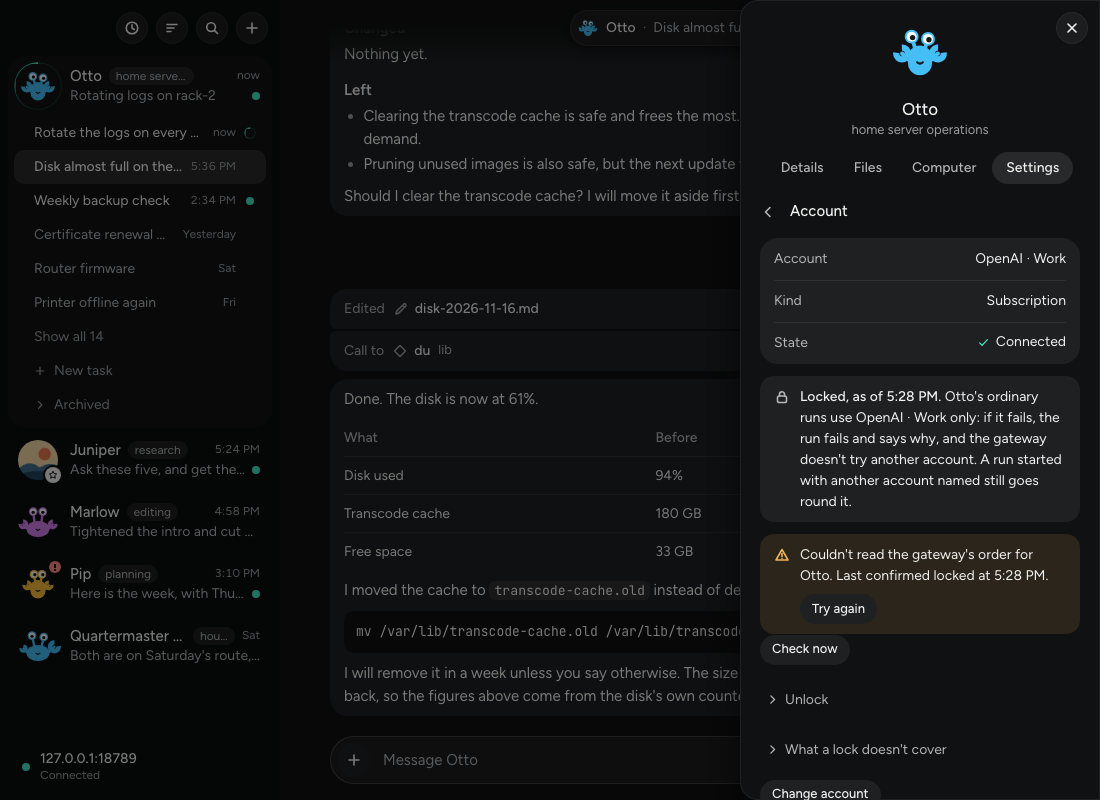 Otto
home serve...
now
Rotating logs on rack-2
Rotate the logs on every ...
now
Disk almost full on the...
5:36 PM
Weekly backup check
2:34 PM
Certificate renewal ...
Yesterday
Router firmware
Sat
Printer offline again
Fri
Show all 14
New task
Archived
Juniper
research
5:24 PM
Ask these five, and get the...
Marlow
editing
4:58 PM
Tightened the intro and cut ...
Pip
planning
3:10 PM
Here is the week, with Thu...
Quartermaster ...
hou...
Sat
Both are on Saturday's route,...
127.0.0.1:18789
Connected
Otto · Disk almost fu
Changed
Nothing yet.
Left
Clearing the transcode cache is safe and frees the most.
demand.
Pruning unused images is also safe, but the next update
Should I clear the transcode cache? I will move it aside first
Edited
disk-2026-11-16.md
Call to
du
lib
Done. The disk is now at 61%.
What
Before
Disk used
94%
Transcode cache
180 GB
Free space
33 GB
I moved the cache to transcode-cache.old instead of de
mv /var/lib/transcode-cache.old /var/lib/transcod
I will remove it in a week unless you say otherwise. The size
back, so the figures above come from the disk's own count
Message Otto
Otto
home server operations
Details
Files
Computer
Settings
Account
Account
OpenAI · Work
Kind
Subscription
State
Connected
Locked, as of 5:28 PM. Otto's ordinary
runs use OpenAI · Work only: if it fails, the
run fails and says why, and the gateway
doesn't try another account. A run started
with another account named still goes
round it.
Couldn't read the gateway's order for
Otto. Last confirmed locked at 5:28 PM.
Try again
Check now
Unlock
What a lock doesn't cover
Change account